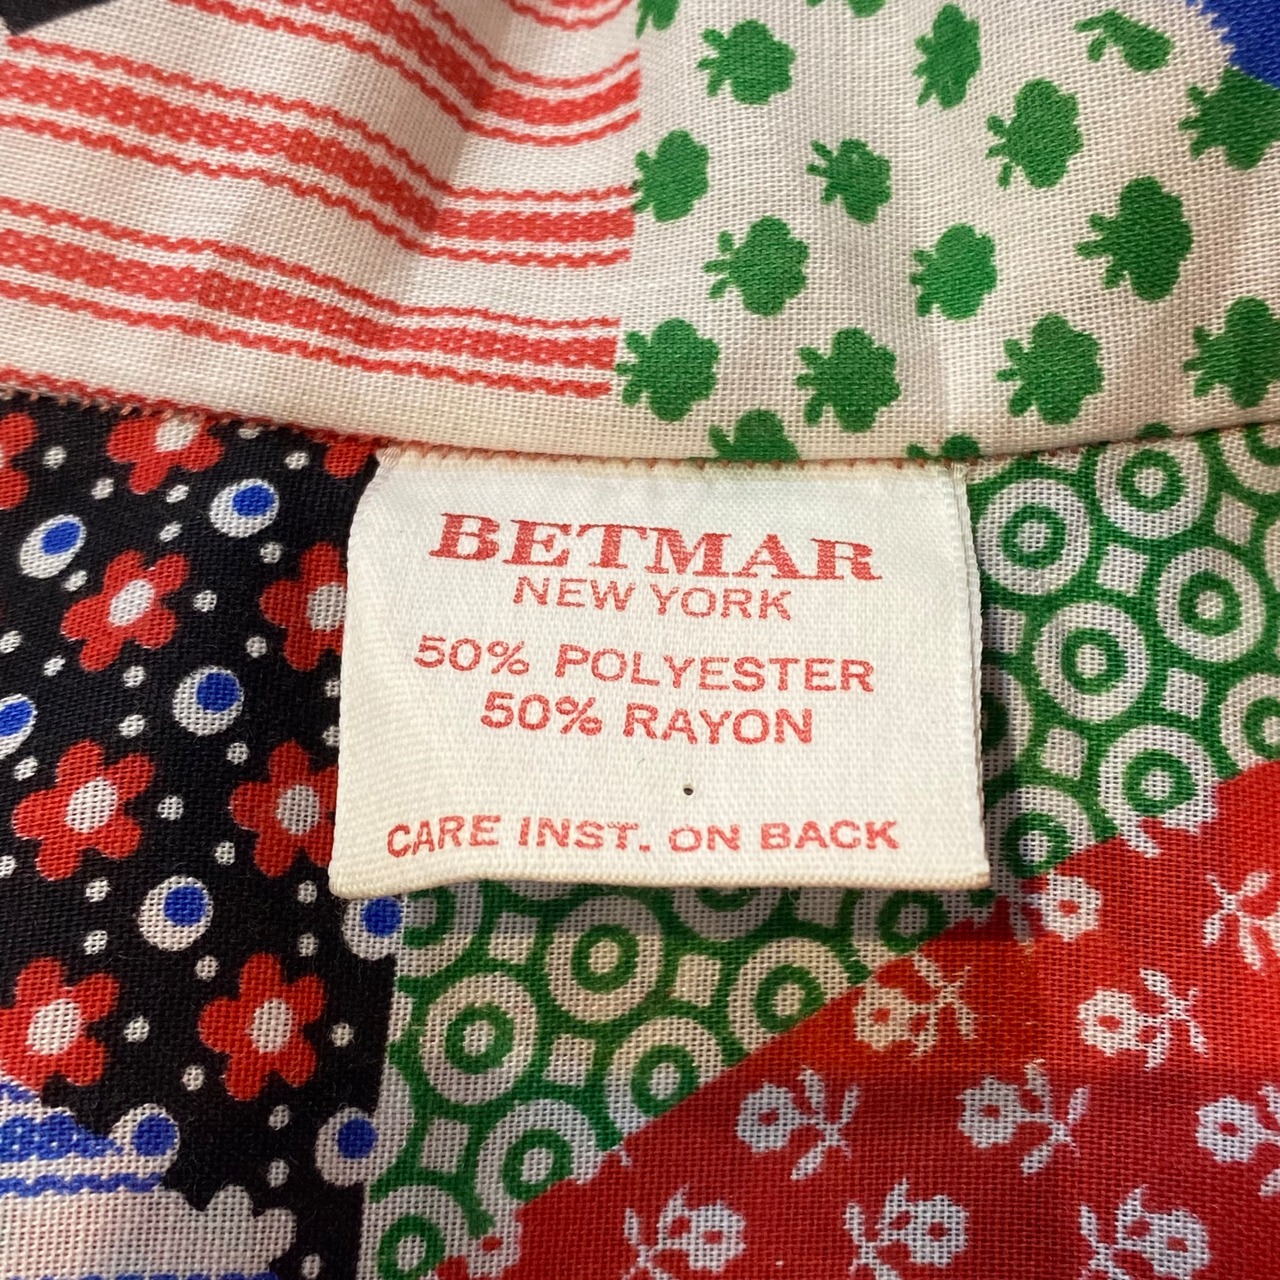 BETMAR
NEW YORK
50% POLYESTER
50% RAYON
CARE INST. ON BACK